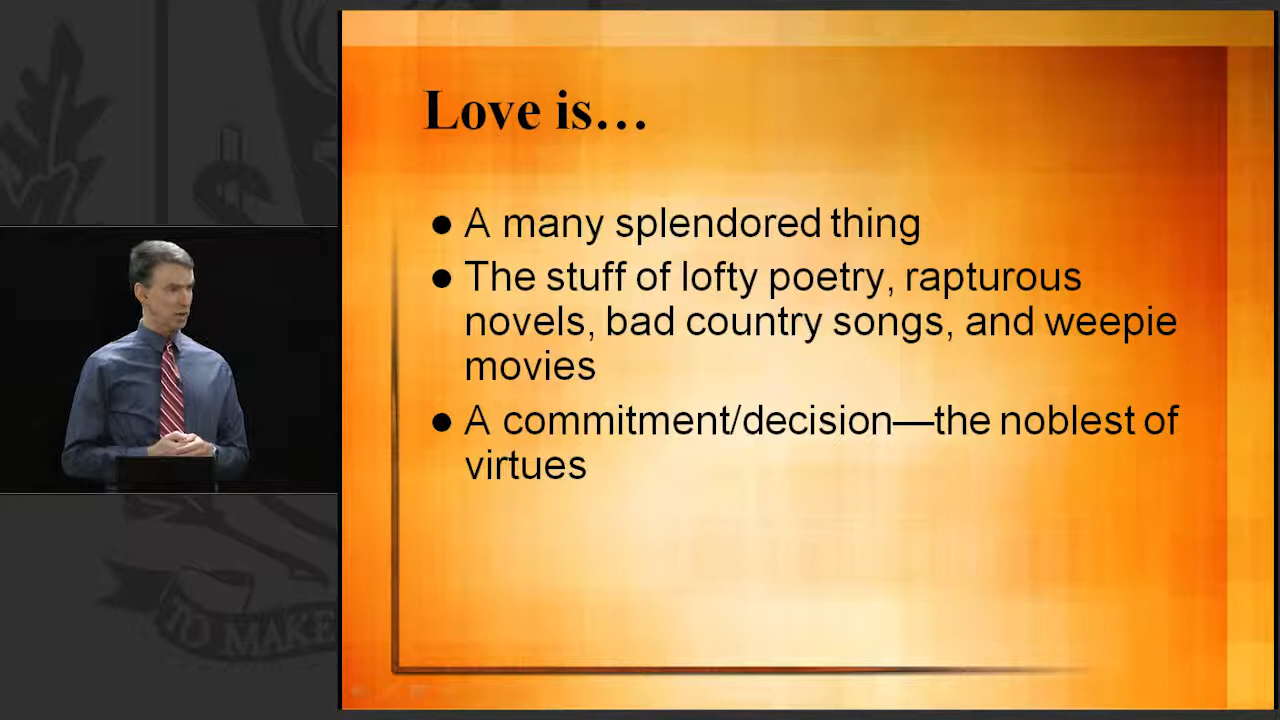 Love is…
● A many splendored thing
● The stuff of lofty poetry, rapturous
novels, bad country songs, and weepie
movies
● A commitment/decision—the noblest of
virtues
TO MAKE